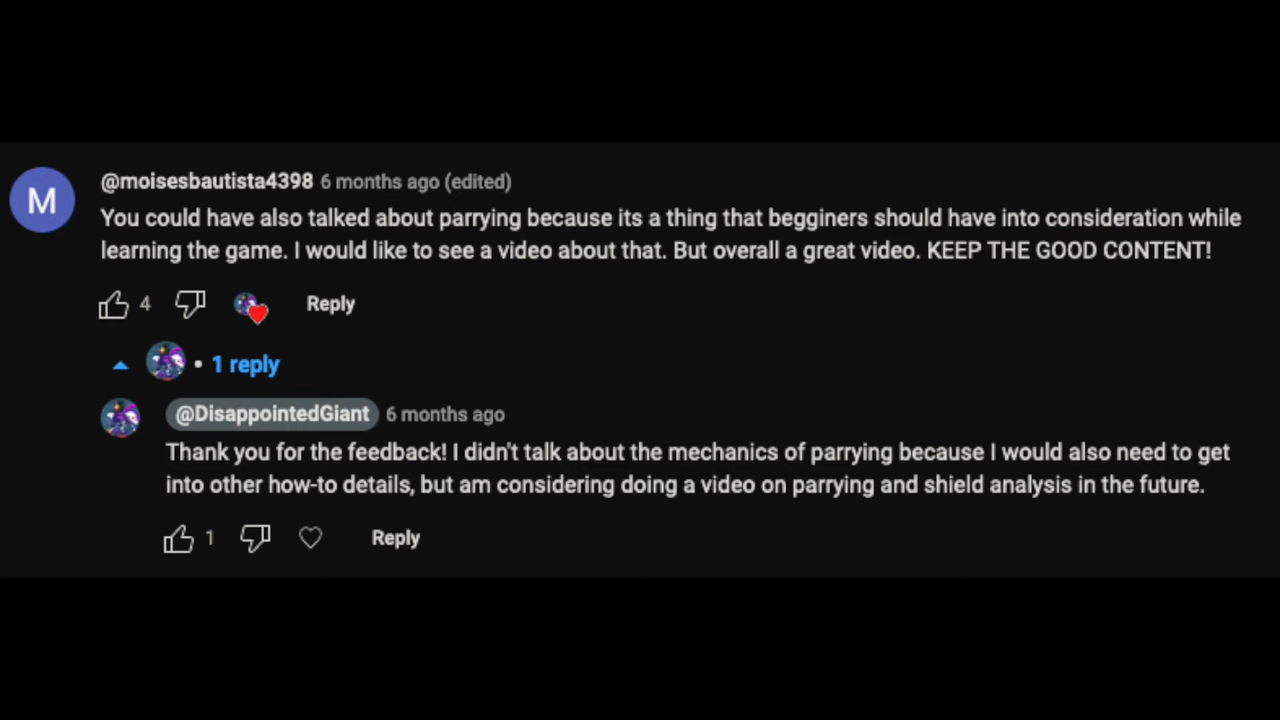 M
@moisesbautista4398 6 months ago (edited)
You could have also talked about parrying because its a thing that begginers should have into consideration while
learning the game. I would like to see a video about that. But overall a great video. KEEP THE GOOD CONTENT!
4 Reply
• 1 reply
@DisappointedGiant 6 months ago
Thank you for the feedback! I didn't talk about the mechanics of parrying because I would also need to get
into other how-to details, but am considering doing a video on parrying and shield analysis in the future.
1 Reply